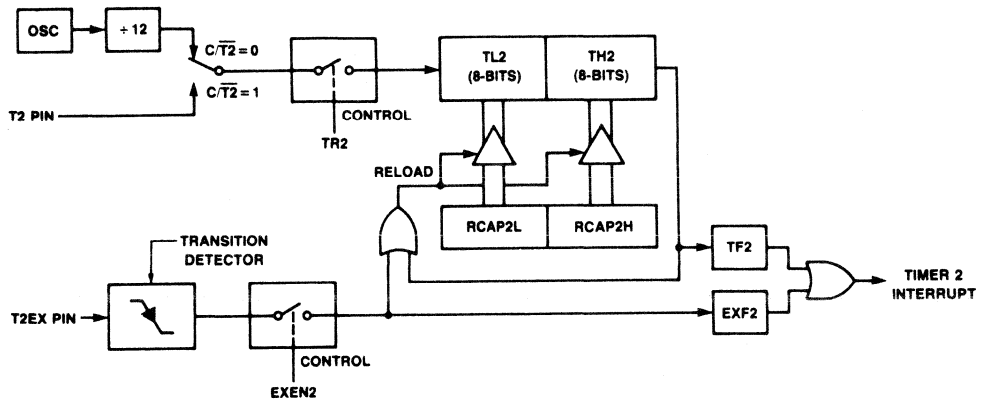 OSC
÷ 12
C/T2̅ = 0
C/T2̅ = 1
T2 PIN
CONTROL
TR2
TL2
(8-BITS)
TH2
(8-BITS)
RELOAD
RCAP2L
RCAP2H
TRANSITION
DETECTOR
T2EX PIN
CONTROL
EXEN2
TF2
EXF2
TIMER 2
INTERRUPT